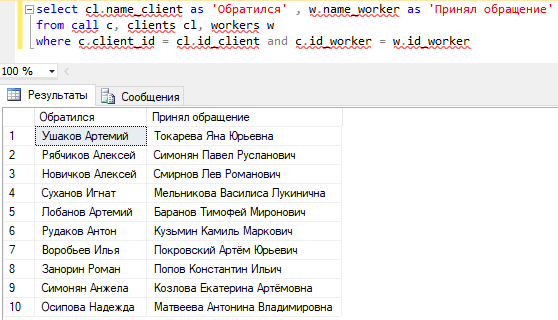 select cl.name_client as 'Обратился' , w.name_worker as 'Принял обращение'
from call c, clients cl, workers w
where c.client_id = cl.id_client and c.id_worker = w.id_worker
100 %
Результаты Сообщения
Обратился Принял обращение
1 Ушаков Артемий Токарева Яна Юрьевна
2 Рябчиков Алексей Симонян Павел Русланович
3 Новичков Алексей Смирнов Лев Романович
4 Суханов Игнат Мельникова Василиса Лукинична
5 Лобанов Артемий Баранов Тимофей Миронович
6 Рудаков Антон Кузьмин Камиль Маркович
7 Воробьев Илья Покровский Артём Юрьевич
8 Занорин Роман Попов Константин Ильич
9 Симонян Анжела Козлова Екатерина Артёмовна
10 Осипова Надежда Матвеева Антонина Владимировна